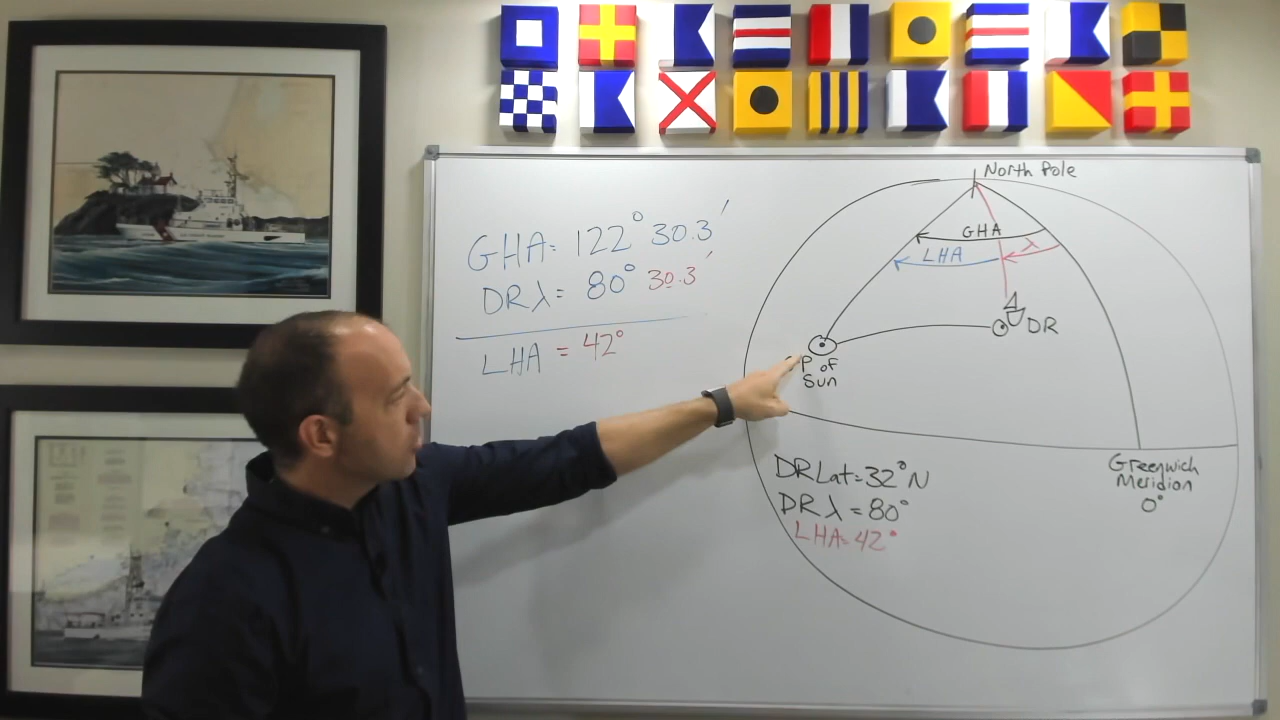 GHA= 122° 30.3'
DR λ = 80° 30.3'
LHA = 42°
North Pole
GHA
LHA
λ
DR
P of
Sun
Greenwich
Meridian
0°
DR Lat = 32° N
DR λ = 80°
LHA = 42°